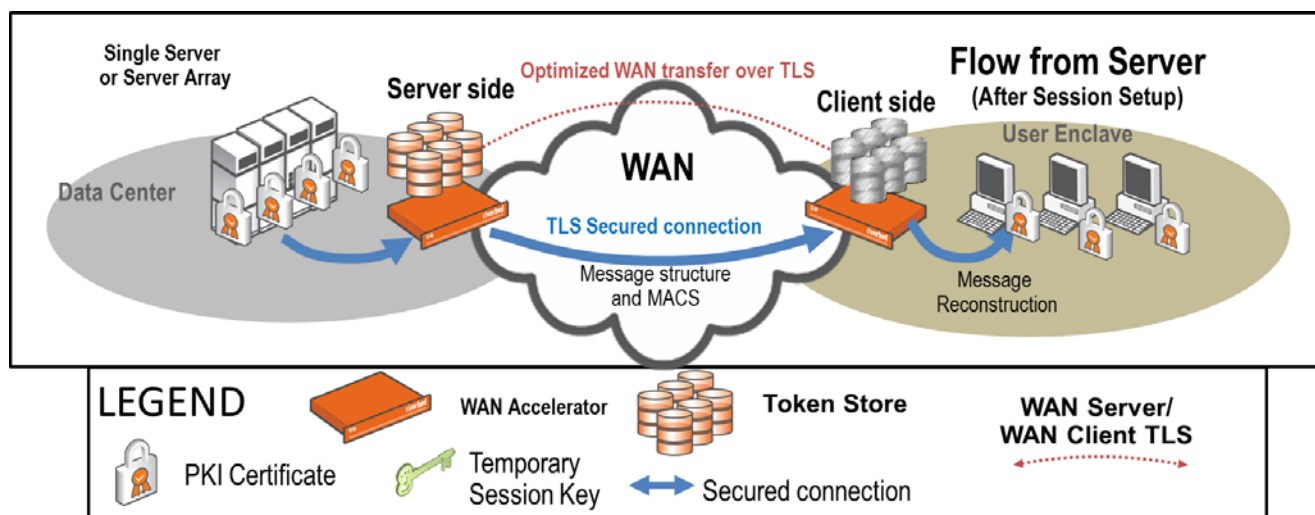 Single Server
or Server Array
Optimized WAN transfer over TLS
Server side
Client side
Flow from Server
(After Session Setup)
User Enclave
Data Center
WAN
TLS Secured connection
Message structure
and MACS
Message
Reconstruction
LEGEND
WAN Accelerator
Token Store
WAN Server/
WAN Client TLS
PKI Certificate
Temporary
Session Key
Secured connection